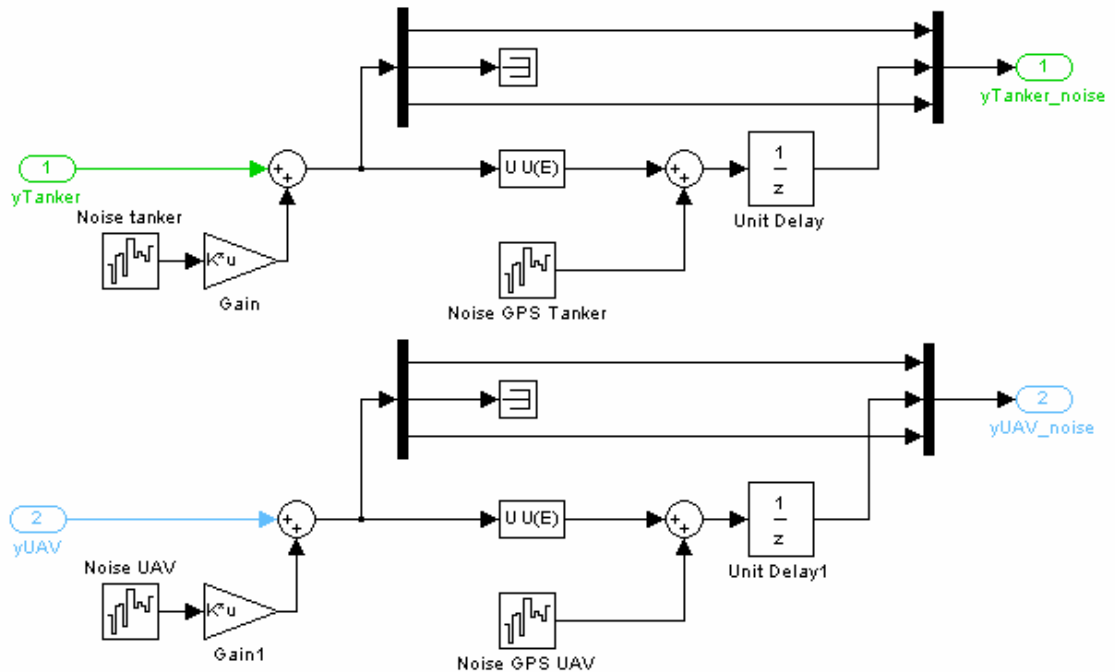 1
yTanker_noise
1
yTanker
+
+
U U(E)
+
+
1
z
Unit Delay
Noise tanker
K*u
Gain
Noise GPS Tanker
2
yUAV_noise
2
yUAV
+
+
U U(E)
+
+
1
z
Unit Delay1
Noise UAV
K*u
Gain1
Noise GPS UAV